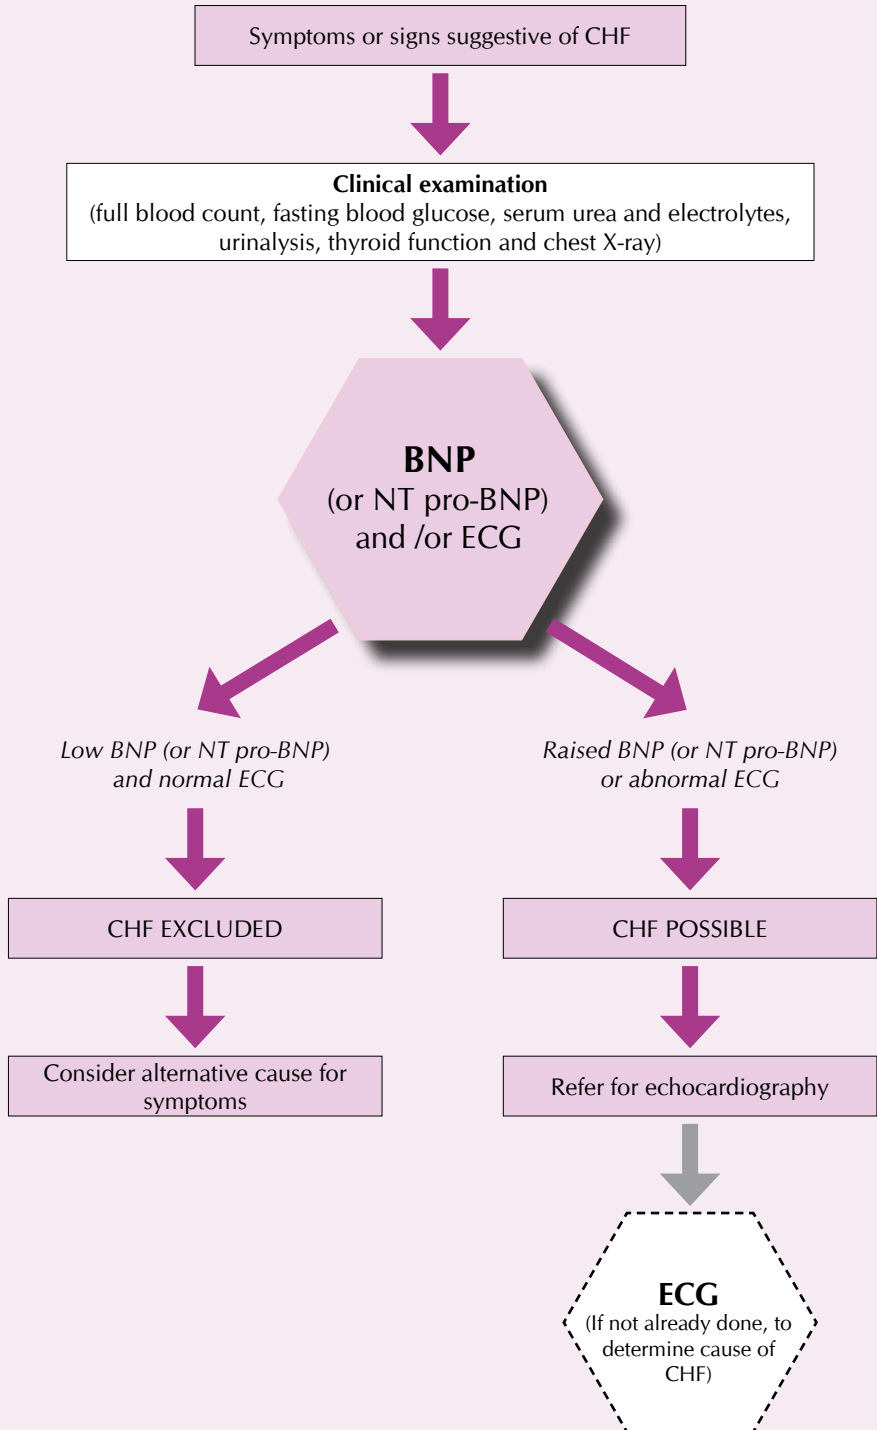 Symptoms or signs suggestive of CHF
Clinical examination
(full blood count, fasting blood glucose, serum urea and electrolytes,
urinalysis, thyroid function and chest X-ray)
BNP
(or NT pro-BNP)
and /or ECG
Low BNP (or NT pro-BNP)
and normal ECG
Raised BNP (or NT pro-BNP)
or abnormal ECG
CHF EXCLUDED
CHF POSSIBLE
Consider alternative cause for
symptoms
Refer for echocardiography
ECG
(If not already done, to
determine cause of
CHF)